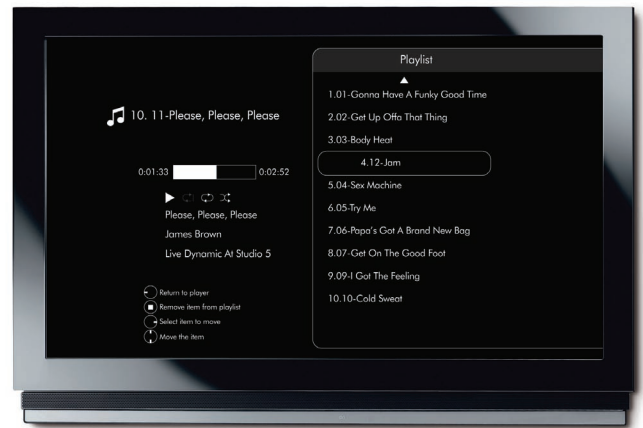 Playlist
10. 11-Please, Please, Please
0:01:33
0:02:52
Please, Please, Please
James Brown
Live Dynamic At Studio 5
Return to player
Remove item from playlist
Select item to move
Move the item
1.01-Gonna Have A Funky Good Time
2.02-Get Up Offa That Thing
3.03-Body Heat
4.12-Jam
5.04-Sex Machine
6.05-Try Me
7.06-Papa's Got A Brand New Bag
8.07-Get On The Good Foot
9.09-I Got The Feeling
10.10-Cold Sweat